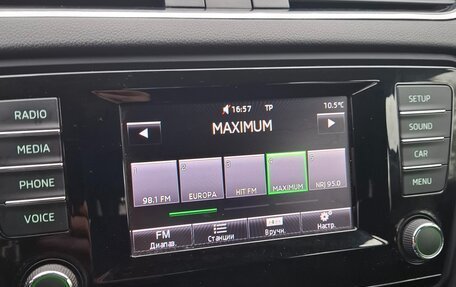 16:57 TP 10.5°C
MAXIMUM
1 2 3 4 5
98.1 FM EUROPA HIT FM MAXIMUM NRJ 95.0
FM
Диапаз. Станции Вручн. Настр.
RADIO
MEDIA
PHONE
VOICE
SETUP
SOUND
CAR
MENU